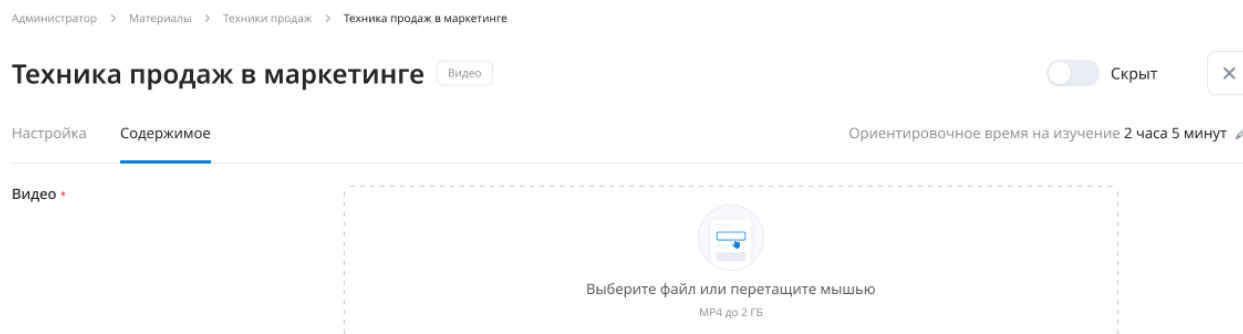 Администратор > Материалы > Техники продаж > Техника продаж в маркетинге
Техника продаж в маркетинге Видео Скрыт
Настройка Содержимое Ориентировочное время на изучение 2 часа 5 минут
Видео •
Выберите файл или перетащите мышью
MP4 до 2 ГБ